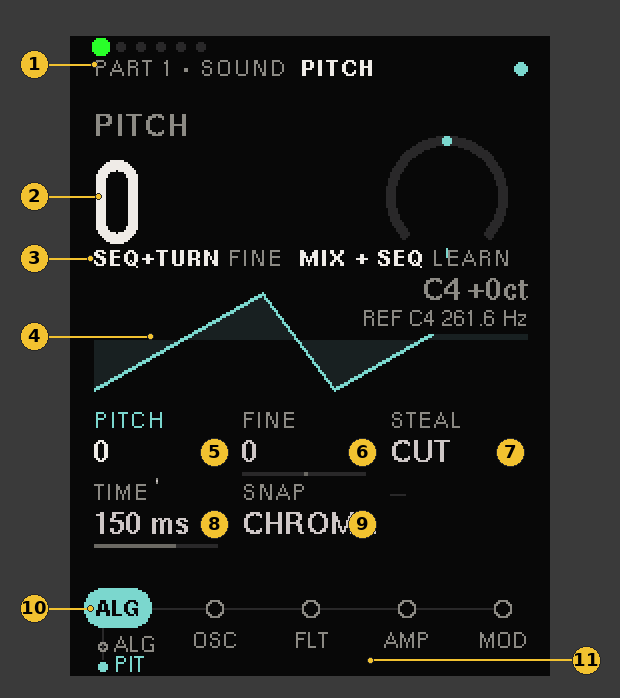 1 PART 1 · SOUND PITCH
PITCH
2 0
3 SEQ+TURN FINE MIX + SEQ LEARN
C4 +0ct
REF C4 261.6 Hz
4
PITCH FINE STEAL
0 5 0 6 CUT 7
TIME SNAP —
150 ms 8 CHROM 9
10 ALG
OSC FLT AMP MOD
ALG
PIT
11